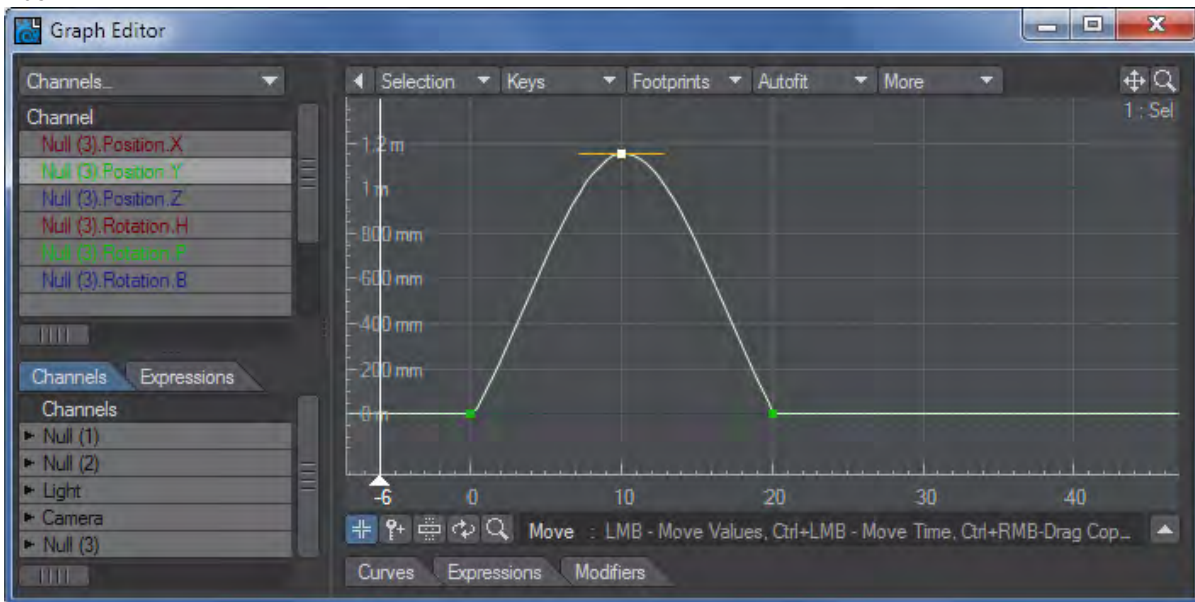 Graph Editor
Channels...
Selection Keys Footprints Autofit More
Channel
1 : Sel
Null (3).Position.X
Null (3).Position.Y
Null (3).Position.Z
Null (3).Rotation.H
Null (3).Rotation.P
Null (3).Rotation.B
1.2 m
1 m
800 mm
600 mm
400 mm
200 mm
0 m
Channels Expressions
Channels
Null (1)
Null (2)
Light
Camera
Null (3)
-6 0 10 20 30 40
Move : LMB - Move Values, Ctrl+LMB - Move Time, Ctrl+RMB-Drag Cop...
Curves Expressions Modifiers